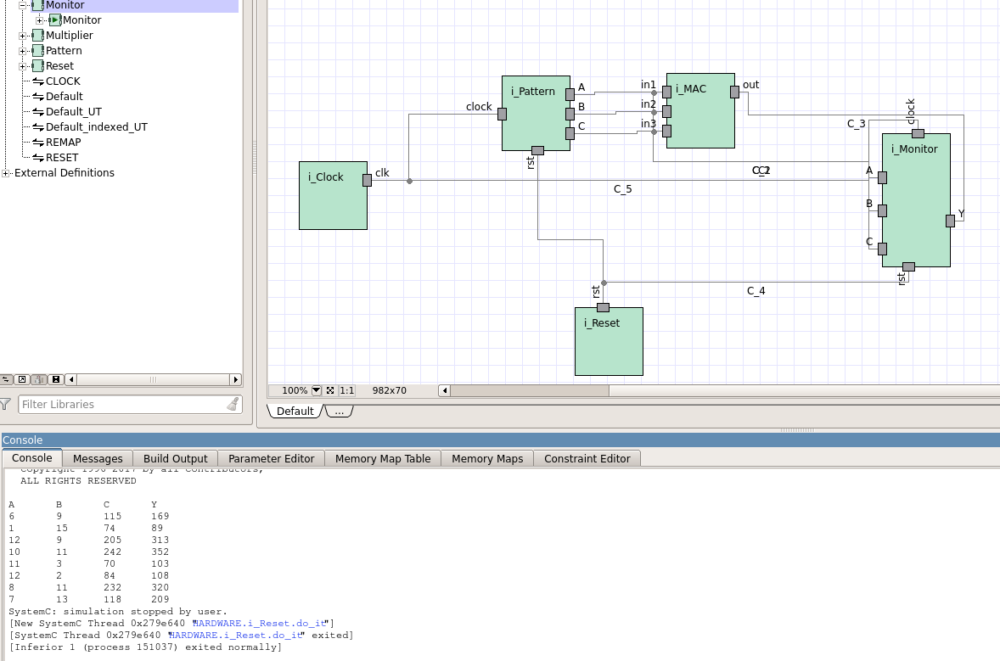 Monitor
Monitor
Multiplier
Pattern
Reset
CLOCK
Default
Default_UT
Default_indexed_UT
REMAP
RESET
External Definitions
Filter Libraries
i_Pattern
A
B
C
clock
rst
in1
in2
in3
i_MAC
out
clock
C_3
i_Monitor
A
B
C
Y
rst
i_Clock
clk
C_5
C_4
rst
i_Reset
100%
1:1
982x70
Default
...
Console
Console Messages Build Output Parameter Editor Memory Map Table Memory Maps Constraint Editor
Copyright 1996-2017 by all Contributors,
ALL RIGHTS RESERVED
A B C Y
6 9 115 169
1 15 74 89
12 9 205 313
10 11 242 352
11 3 70 103
12 2 84 108
8 11 232 320
7 13 118 209
SystemC: simulation stopped by user.
[New SystemC Thread 0x279e640 "HARDWARE.i_Reset.do_it"]
[SystemC Thread 0x279e640 "HARDWARE.i_Reset.do_it" exited]
[Inferior 1 (process 151037) exited normally]